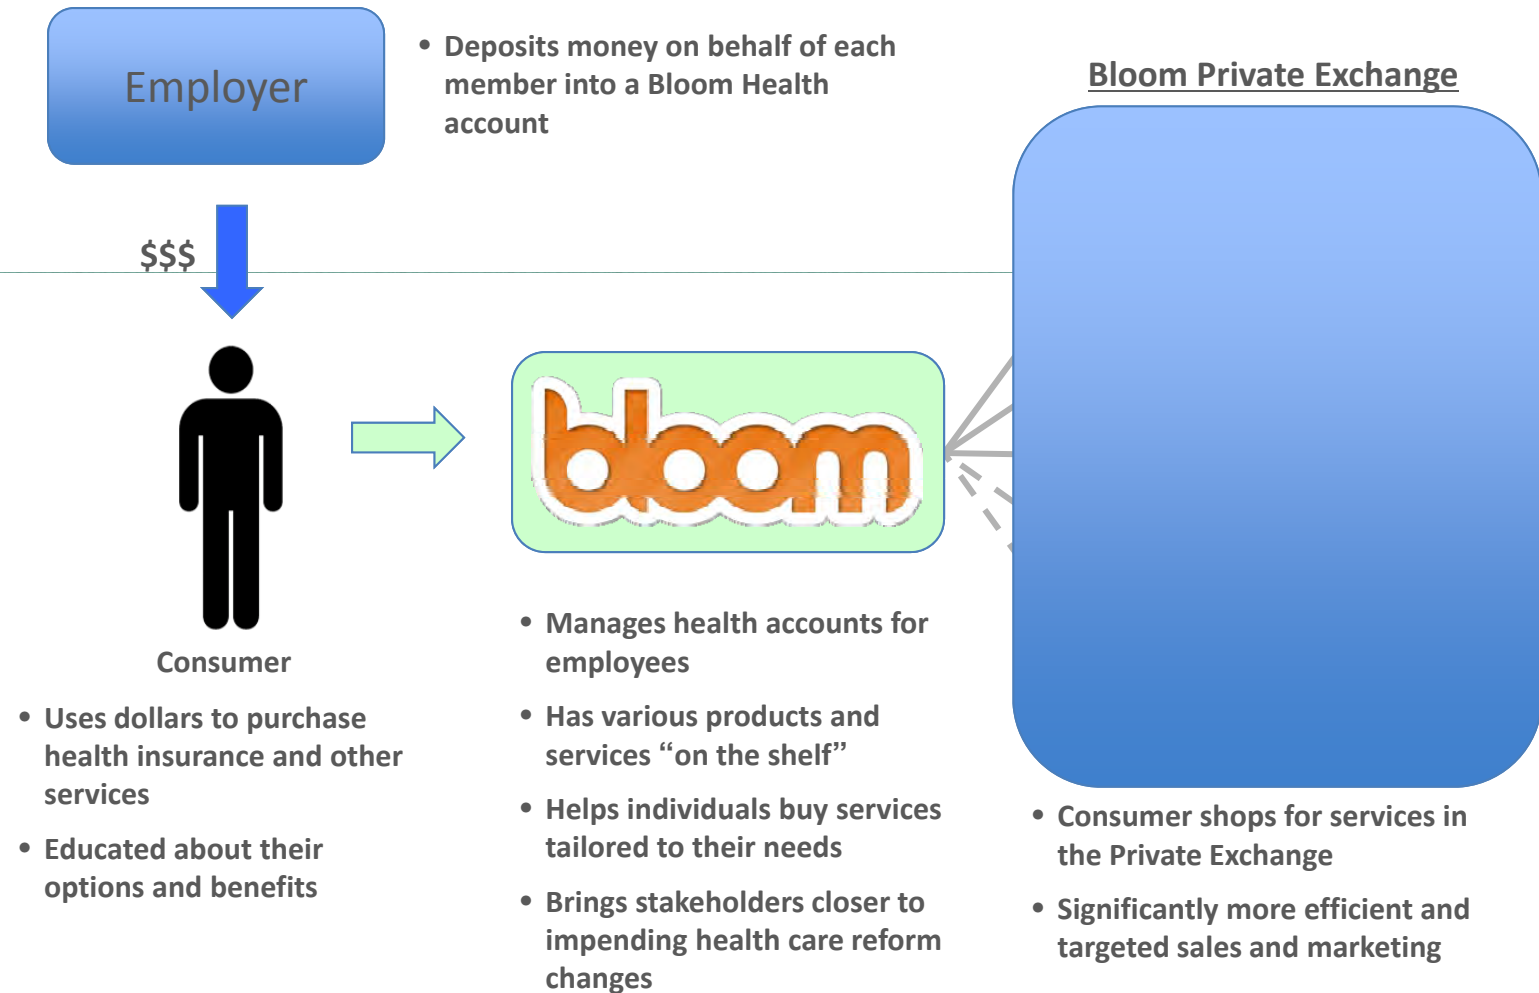 Employer
• Deposits money on behalf of each
member into a Bloom Health
account
Bloom Private Exchange
$$$
bloom
Consumer
• Uses dollars to purchase
health insurance and other
services
• Educated about their
options and benefits
• Manages health accounts for
employees
• Has various products and
services “on the shelf”
• Helps individuals buy services
tailored to their needs
• Brings stakeholders closer to
impending health care reform
changes
• Consumer shops for services in
the Private Exchange
• Significantly more efficient and
targeted sales and marketing